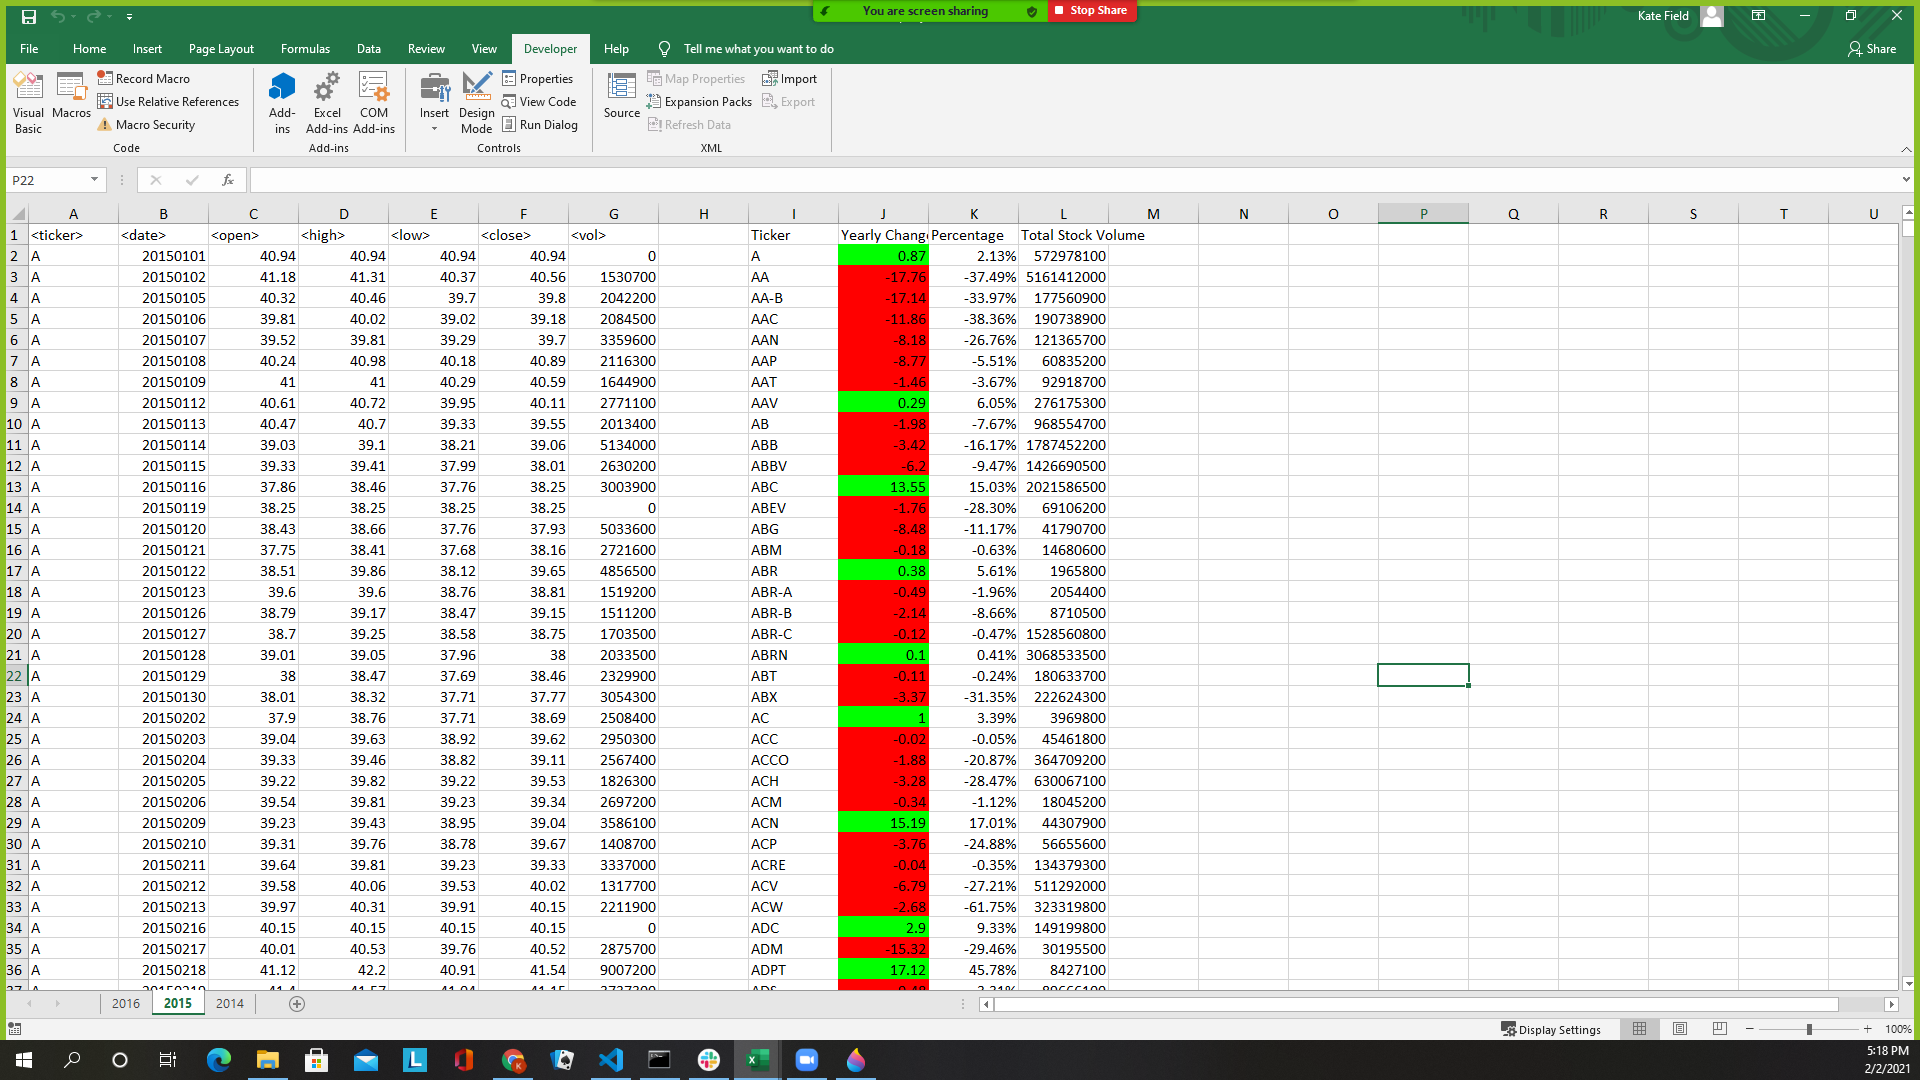 You are screen sharing
Stop Share
Kate Field
File Home Insert Page Layout Formulas Data Review View Developer Help Tell me what you want to do Share
Visual Basic
Macros
Record Macro
Use Relative References
Macro Security
Code
Add-ins
Excel Add-ins
COM Add-ins
Add-ins
Insert
Design Mode
Properties
View Code
Run Dialog
Controls
Source
Map Properties
Expansion Packs
Refresh Data
Import
Export
XML
P22 fx
A B C D E F G H I J K L M N O P Q R S T U
1 <ticker> <date> <open> <high> <low> <close> <vol> Ticker Yearly Chang Percentage Total Stock Volume
2 A 20150101 40.94 40.94 40.94 40.94 0 A 0.87 2.13% 572978100
3 A 20150102 41.18 41.31 40.37 40.56 1530700 AA -17.76 -37.49% 5161412000
4 A 20150105 40.32 40.46 39.7 39.8 2042200 AA-B -17.14 -33.97% 177560900
5 A 20150106 39.81 40.02 39.02 39.18 2084500 AAC -11.86 -38.36% 190738900
6 A 20150107 39.52 39.81 39.29 39.7 3359600 AAN -8.18 -26.76% 121365700
7 A 20150108 40.24 40.98 40.18 40.89 2116300 AAP -8.77 -5.51% 60835200
8 A 20150109 41 41 40.29 40.59 1644900 AAT -1.46 -3.67% 92918700
9 A 20150112 40.61 40.72 39.95 40.11 2771100 AAV 0.29 6.05% 276175300
10 A 20150113 40.47 40.7 39.33 39.55 2013400 AB -1.98 -7.67% 968554700
11 A 20150114 39.03 39.1 38.21 39.06 5134000 ABB -3.42 -16.17% 1787452200
12 A 20150115 39.33 39.41 37.99 38.01 2630200 ABBV -6.2 -9.47% 1426690500
13 A 20150116 37.86 38.46 37.76 38.25 3003900 ABC 13.55 15.03% 2021586500
14 A 20150119 38.25 38.25 38.25 38.25 0 ABEV -1.76 -28.30% 69106200
15 A 20150120 38.43 38.66 37.76 37.93 5033600 ABG -8.48 -11.17% 41790700
16 A 20150121 37.75 38.41 37.68 38.16 2721600 ABM -0.18 -0.63% 14680600
17 A 20150122 38.51 39.86 38.12 39.65 4856500 ABR 0.38 5.61% 1965800
18 A 20150123 39.6 39.6 38.76 38.81 1519200 ABR-A -0.49 -1.96% 2054400
19 A 20150126 38.79 39.17 38.47 39.15 1511200 ABR-B -2.14 -8.66% 8710500
20 A 20150127 38.7 39.25 38.58 38.75 1703500 ABR-C -0.12 -0.47% 1528560800
21 A 20150128 39.01 39.05 37.96 38 2033500 ABRN 0.1 0.41% 3068533500
22 A 20150129 38 38.47 37.69 38.46 2329900 ABT -0.11 -0.24% 180633700
23 A 20150130 38.01 38.32 37.71 37.77 3054300 ABX -3.37 -31.35% 222624300
24 A 20150202 37.9 38.76 37.71 38.69 2508400 AC 1 3.39% 3969800
25 A 20150203 39.04 39.63 38.92 39.62 2950300 ACC -0.02 -0.05% 45461800
26 A 20150204 39.33 39.46 38.82 39.11 2567400 ACCO -1.88 -20.87% 364709200
27 A 20150205 39.22 39.82 39.22 39.53 1826300 ACH -3.28 -28.47% 630067100
28 A 20150206 39.54 39.81 39.23 39.34 2697200 ACM -0.34 -1.12% 18045200
29 A 20150209 39.23 39.43 38.95 39.04 3586100 ACN 15.19 17.01% 44307900
30 A 20150210 39.31 39.76 38.78 39.67 1408700 ACP -3.76 -24.88% 56655600
31 A 20150211 39.64 39.81 39.23 39.33 3337000 ACRE -0.04 -0.35% 134379300
32 A 20150212 39.58 40.06 39.53 40.02 1317700 ACV -6.79 -27.21% 511292000
33 A 20150213 39.97 40.31 39.91 40.15 2211900 ACW -2.68 -61.75% 323319800
34 A 20150216 40.15 40.15 40.15 40.15 0 ADC 2.9 9.33% 149199800
35 A 20150217 40.01 40.53 39.76 40.52 2875700 ADM -15.32 -29.46% 30195500
36 A 20150218 41.12 42.2 40.91 41.54 9007200 ADPT 17.12 45.78% 8427100
2016 2015 2014
Display Settings 100%
5:18 PM
2/2/2021